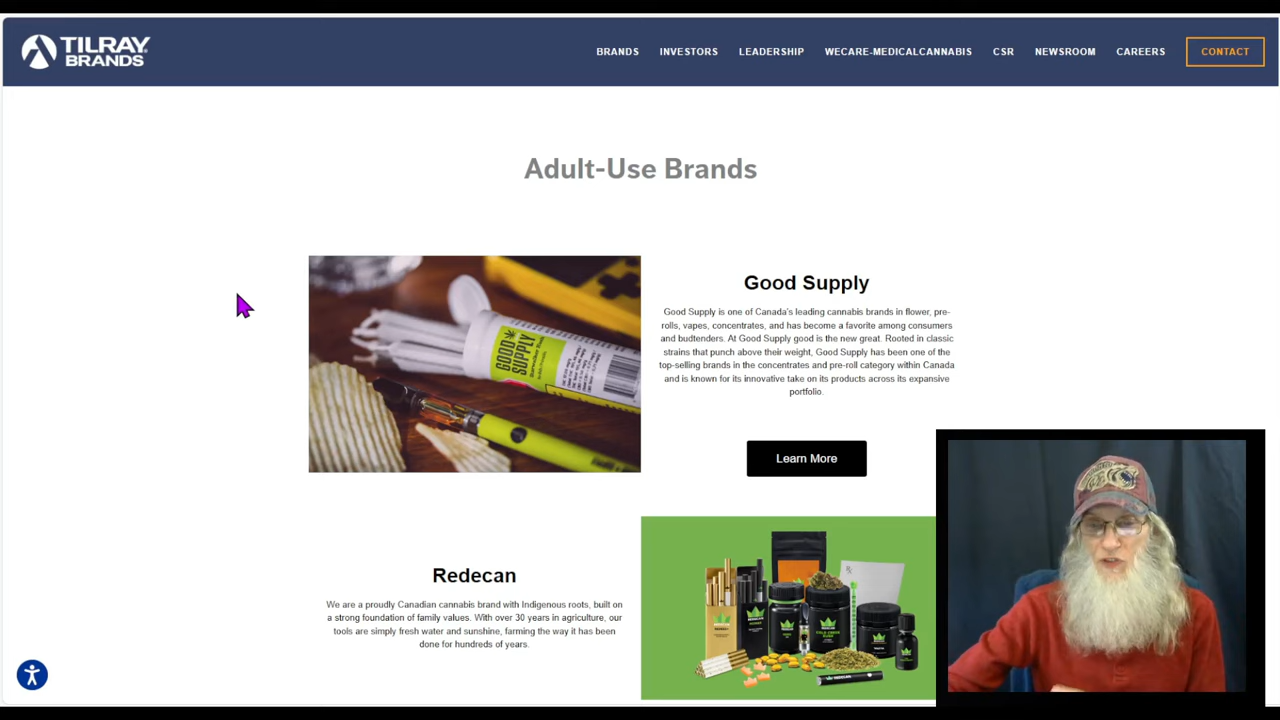 TILRAY
BRANDS
BRANDS INVESTORS LEADERSHIP WECARE-MEDICALCANNABIS CSR NEWSROOM CAREERS CONTACT
Adult-Use Brands
GOOD
SUPPLY
Good Supply
Good Supply is one of Canada's leading cannabis brands in flower, pre-
rolls, vapes, concentrates, and has become a favorite among consumers
and budtenders. At Good Supply good is the new great. Rooted in classic
strains that punch above their weight, Good Supply has been one of the
top-selling brands in the concentrates and pre-roll category within Canada
and is known for its innovative take on its products across its expansive
portfolio.
Learn More
Redecan
We are a proudly Canadian cannabis brand with Indigenous roots, built on
a strong foundation of family values. With over 30 years in agriculture, our
tools are simply fresh water and sunshine, farming the way it has been
done for hundreds of years.
REDECAN